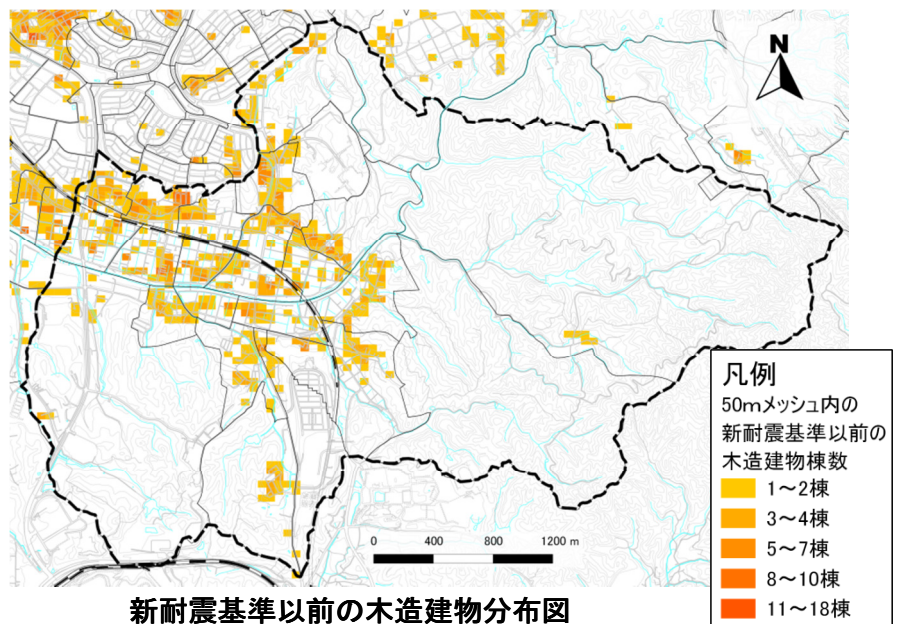 N
0 400 800 1200 m
凡例
50mメッシュ内の
新耐震基準以前の
木造建物棟数
1～2棟
3～4棟
5～7棟
8～10棟
11～18棟
新耐震基準以前の木造建物分布図